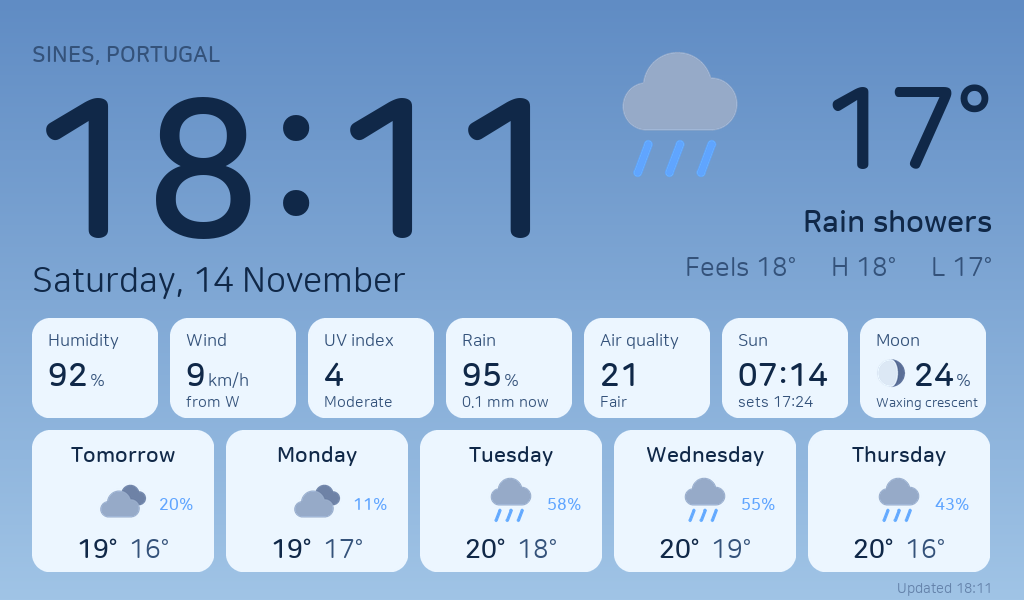 SINES, PORTUGAL
18:11
17°
Rain showers
Feels 18° H 18° L 17°
Saturday, 14 November
Humidity
92%
Wind
9 km/h
from W
UV index
4
Moderate
Rain
95%
0.1 mm now
Air quality
21
Fair
Sun
07:14
sets 17:24
Moon
24%
Waxing crescent
Tomorrow
20%
19° 16°
Monday
11%
19° 17°
Tuesday
58%
20° 18°
Wednesday
55%
20° 19°
Thursday
43%
20° 16°
Updated 18:11